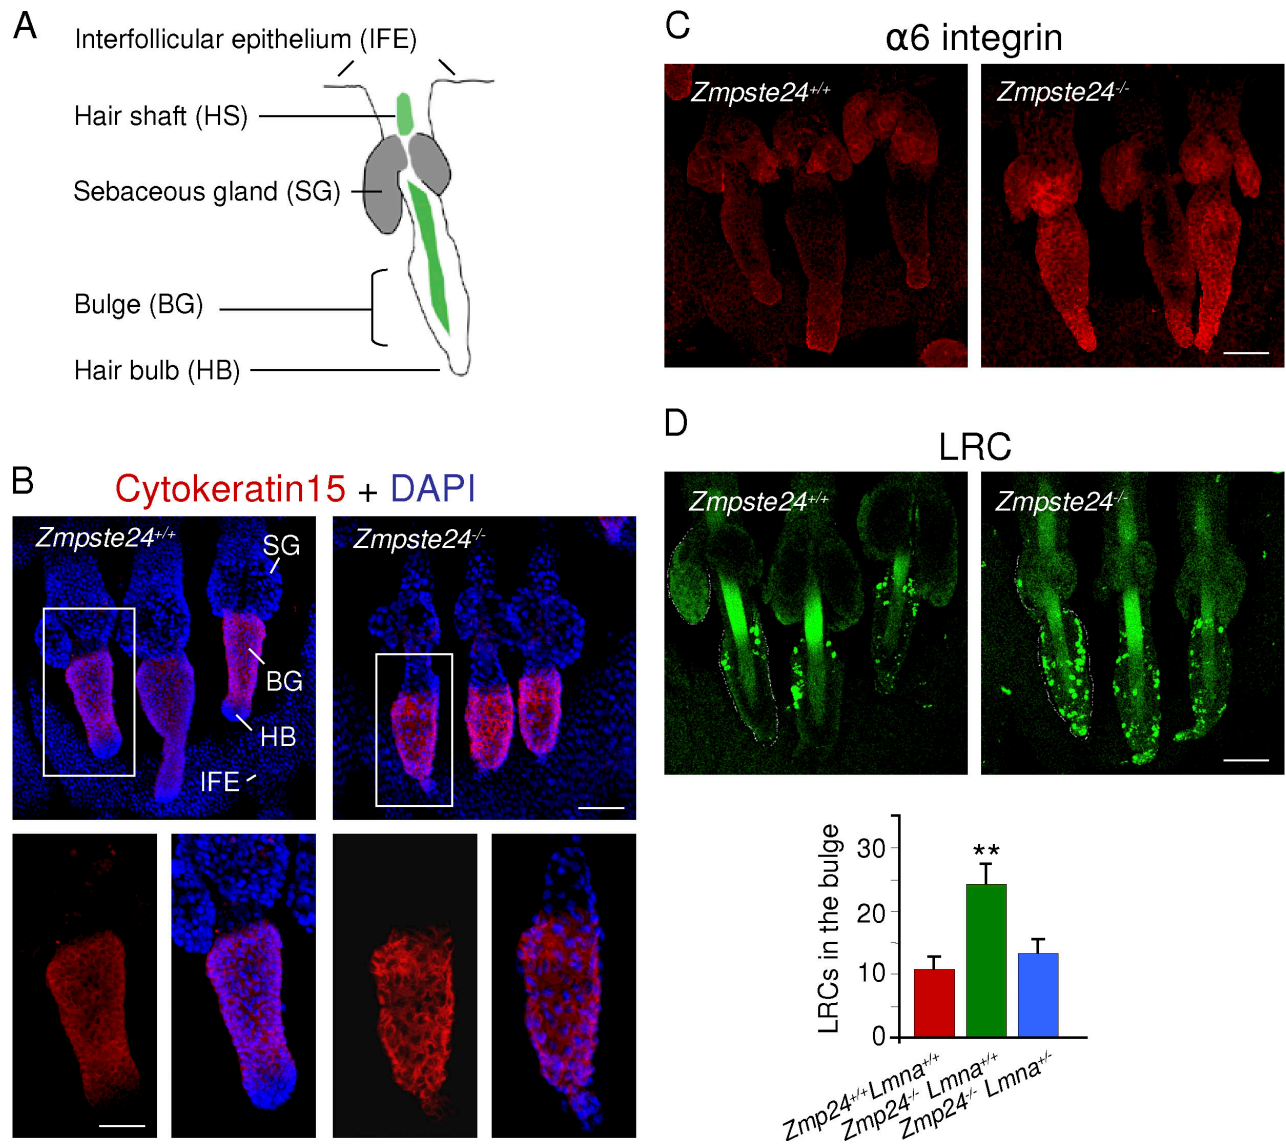 A
Interfollicular epithelium (IFE)
Hair shaft (HS)
Sebaceous gland (SG)
Bulge (BG)
Hair bulb (HB)
B
Cytokeratin15 + DAPI
Zmpste24+/+
SG
BG
HB
IFE
Zmpste24-/-
C
α6 integrin
Zmpste24+/+
Zmpste24-/-
D
LRC
Zmpste24+/+
Zmpste24-/-
LRCs in the bulge
30
20
10
0
**
Zmp24+/+Lmna+/+
Zmp24-/- Lmna+/+
Zmp24-/- Lmna+/-